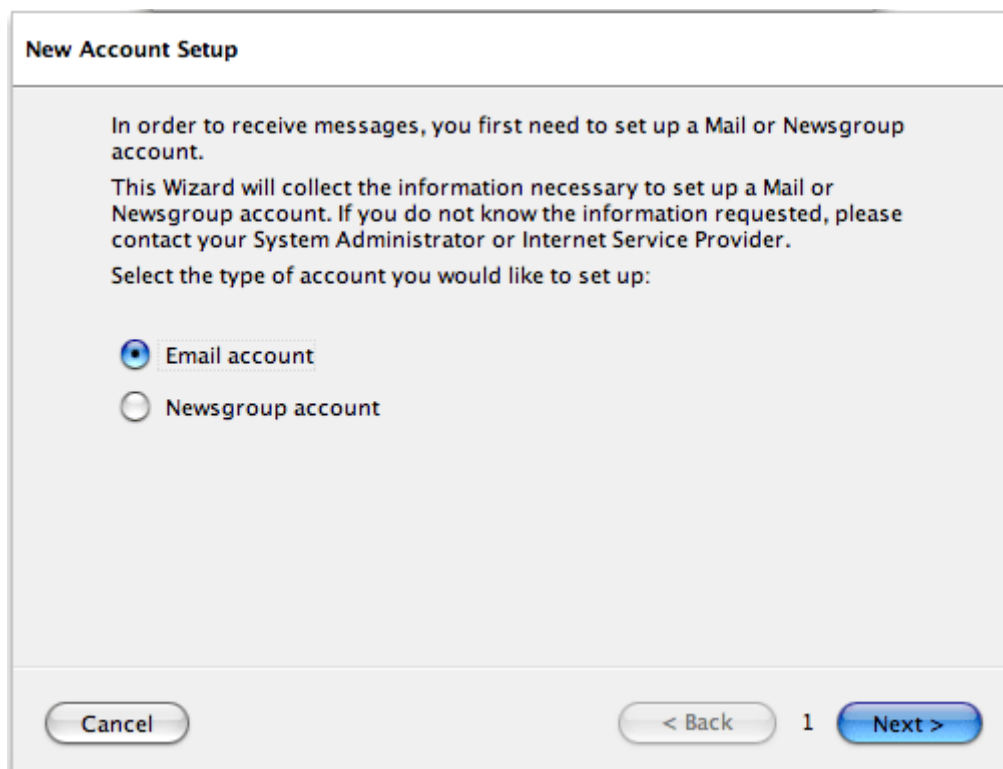 New Account Setup
In order to receive messages, you first need to set up a Mail or Newsgroup
account.
This Wizard will collect the information necessary to set up a Mail or
Newsgroup account. If you do not know the information requested, please
contact your System Administrator or Internet Service Provider.
Select the type of account you would like to set up:
Email account
Newsgroup account
Cancel
< Back 1 Next >